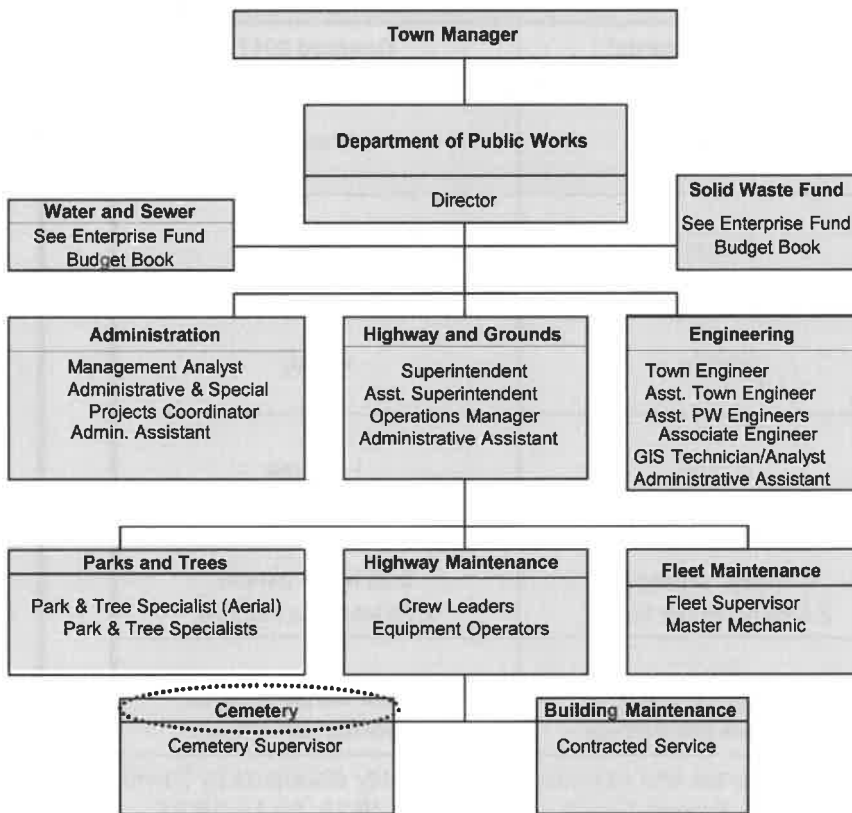 Town Manager
Department of Public Works
Director
Water and Sewer
See Enterprise Fund
Budget Book
Solid Waste Fund
See Enterprise Fund
Budget Book
Administration
Management Analyst
Administrative & Special
Projects Coordinator
Admin. Assistant
Highway and Grounds
Superintendent
Asst. Superintendent
Operations Manager
Administrative Assistant
Engineering
Town Engineer
Asst. Town Engineer
Asst. PW Engineers
Associate Engineer
GIS Technician/Analyst
Administrative Assistant
Parks and Trees
Park & Tree Specialist (Aerial)
Park & Tree Specialists
Highway Maintenance
Crew Leaders
Equipment Operators
Fleet Maintenance
Fleet Supervisor
Master Mechanic
Cemetery
Cemetery Supervisor
Building Maintenance
Contracted Service